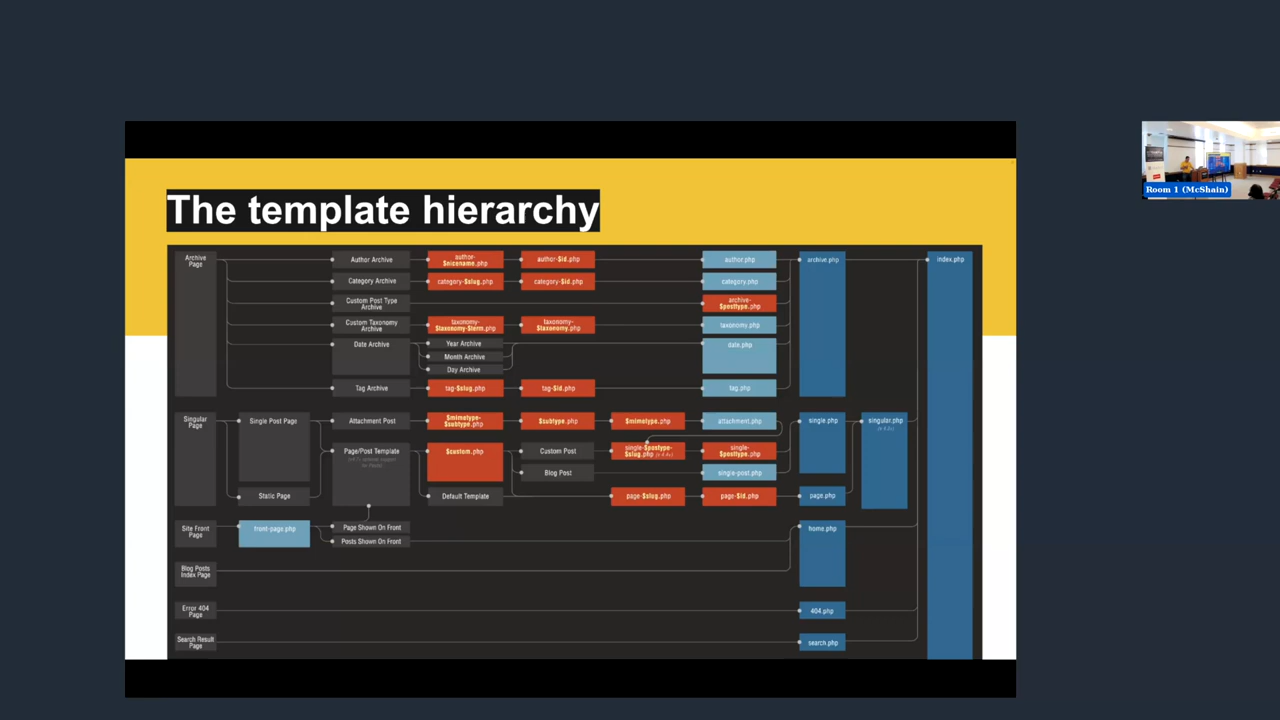 The template hierarchy
Archive
Page
Author Archive
author-
$nicename.php
author-$id.php
author.php
archive.php
index.php
Category Archive
category-$slug.php
category-$id.php
category.php
Custom Post Type
Archive
archive-
$posttype.php
Custom Taxonomy
Archive
taxonomy-
$taxonomy-$term.php
taxonomy-
$taxonomy.php
taxonomy.php
Date Archive
Year Archive
Month Archive
Day Archive
date.php
Tag Archive
tag-$slug.php
tag-$id.php
tag.php
Singular
Page
Single Post Page
Attachment Post
$mimetype-
$subtype.php
$subtype.php
$mimetype.php
attachment.php
single.php
singular.php
Page/Post Template
$custom.php
Custom Post
single-$posttype-
$slug.php
single-
$posttype.php
Blog Post
single-post.php
Static Page
Default Template
page-$slug.php
page-$id.php
page.php
Site Front
Page
front-page.php
Page Shown On Front
Posts Shown On Front
home.php
Blog Posts
Index Page
Error 404
Page
404.php
Search Result
Page
search.php
Room 1 (McShain)